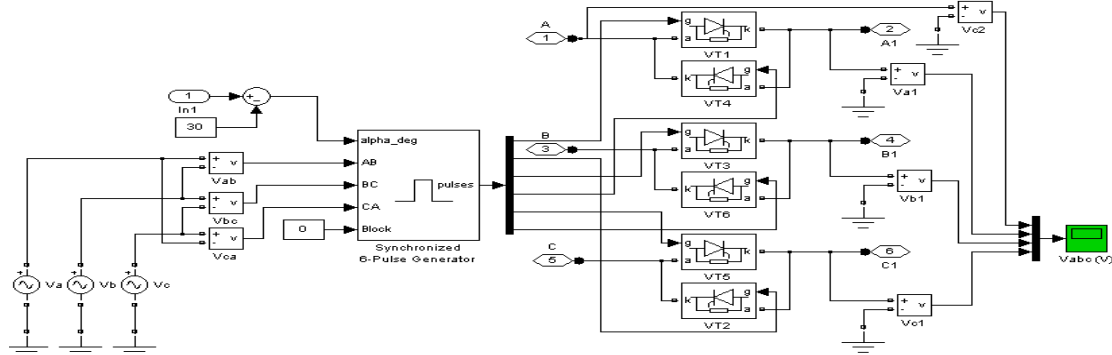 A
1
g
a
k
VT1
k
g
a
VT4
2
A1
+
-
v
Vc2
+
-
v
Va1
1
In1
+
-
30
alpha_deg
AB
BC
CA
Block
pulses
Synchronized
6-Pulse Generator
+
-
v
Vab
+
-
v
Vbc
+
-
v
Vca
0
Va
Vb
Vc
B
3
g
a
k
VT3
k
g
a
VT6
4
B1
+
-
v
Vb1
C
5
g
a
k
VT5
k
g
a
VT2
6
C1
+
-
v
Vc1
Vabc (V)